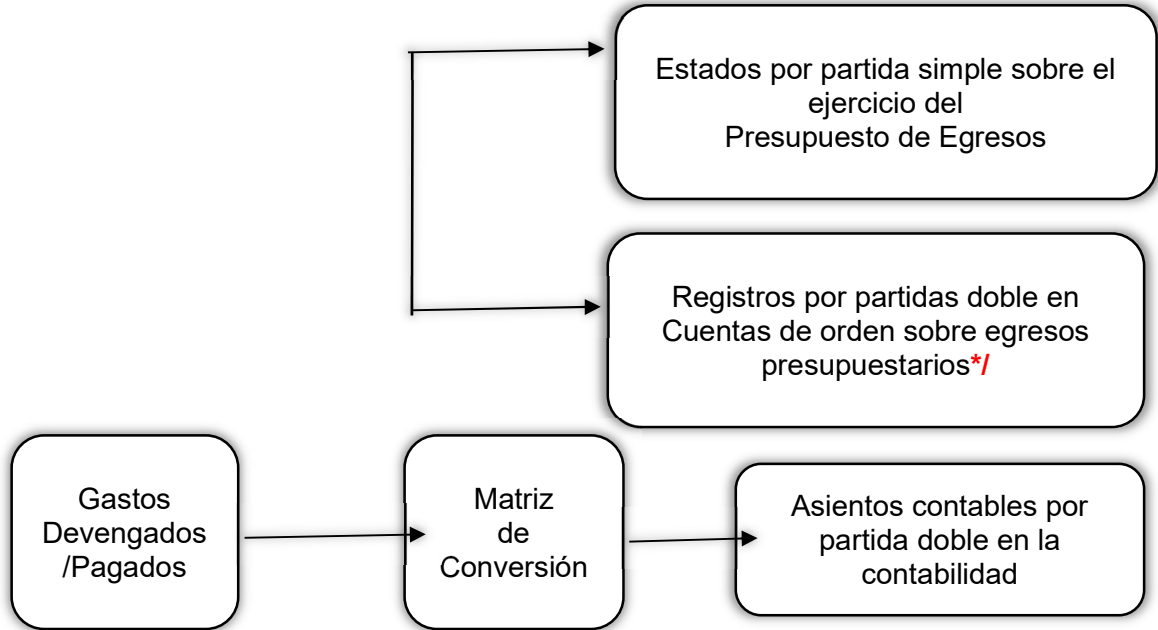 Estados por partida simple sobre el
ejercicio del
Presupuesto de Egresos
Registros por partidas doble en
Cuentas de orden sobre egresos
presupuestarios*/
Gastos
Devengados
/Pagados
Matriz
de
Conversión
Asientos contables por
partida doble en la
contabilidad